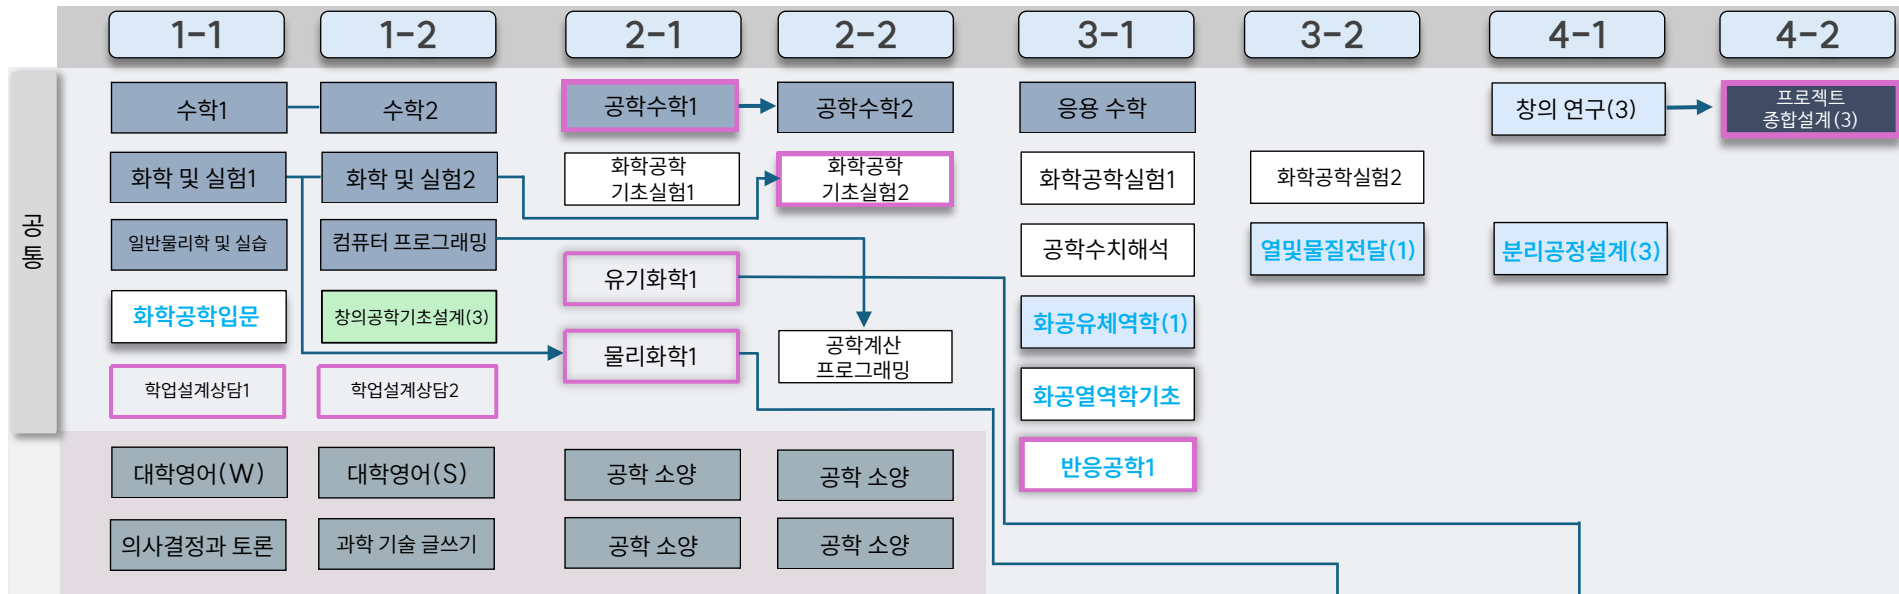 1-1
1-2
2-1
2-2
3-1
3-2
4-1
4-2
공통
수학1
수학2
공학수학1
공학수학2
응용 수학
창의 연구(3)
프로젝트
종합설계(3)
화학 및 실험1
화학 및 실험2
화학공학
기초실험1
화학공학
기초실험2
화학공학실험1
화학공학실험2
일반물리학 및 실습
컴퓨터 프로그래밍
유기화학1
공학수치해석
열및물질전달(1)
분리공정설계(3)
화학공학입문
창의공학기초설계(3)
물리화학1
공학계산
프로그래밍
화공유체역학(1)
학업설계상담1
학업설계상담2
화공열역학기초
대학영어(W)
대학영어(S)
공학 소양
공학 소양
반응공학1
의사결정과 토론
과학 기술 글쓰기
공학 소양
공학 소양